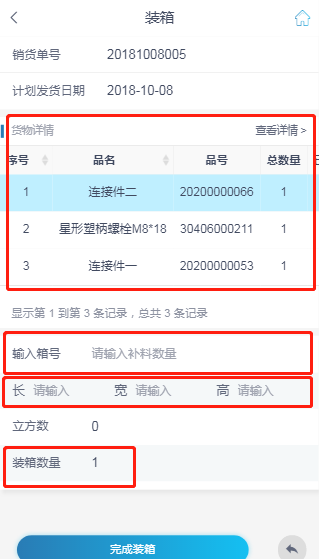 装箱
销货单号 20181008005
计划发货日期 2018-10-08
货物详情 查看详情 >
序号 品名 品号 总数量
1 连接件二 20200000066 1
2 星形塑柄螺栓M8*18 30406000211 1
3 连接件一 20200000053 1
显示第 1 到第 3 条记录，总共 3 条记录
输入箱号 请输入补料数量
长 请输入 宽 请输入 高 请输入
立方数 0
装箱数量 1
完成装箱